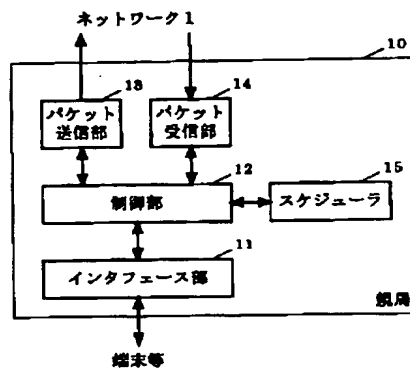 ネットワーク1
10
13
14
パケット
送信部
パケット
受信部
12
15
制御部
スケジューラ
11
インタフェース部
親局
端末等